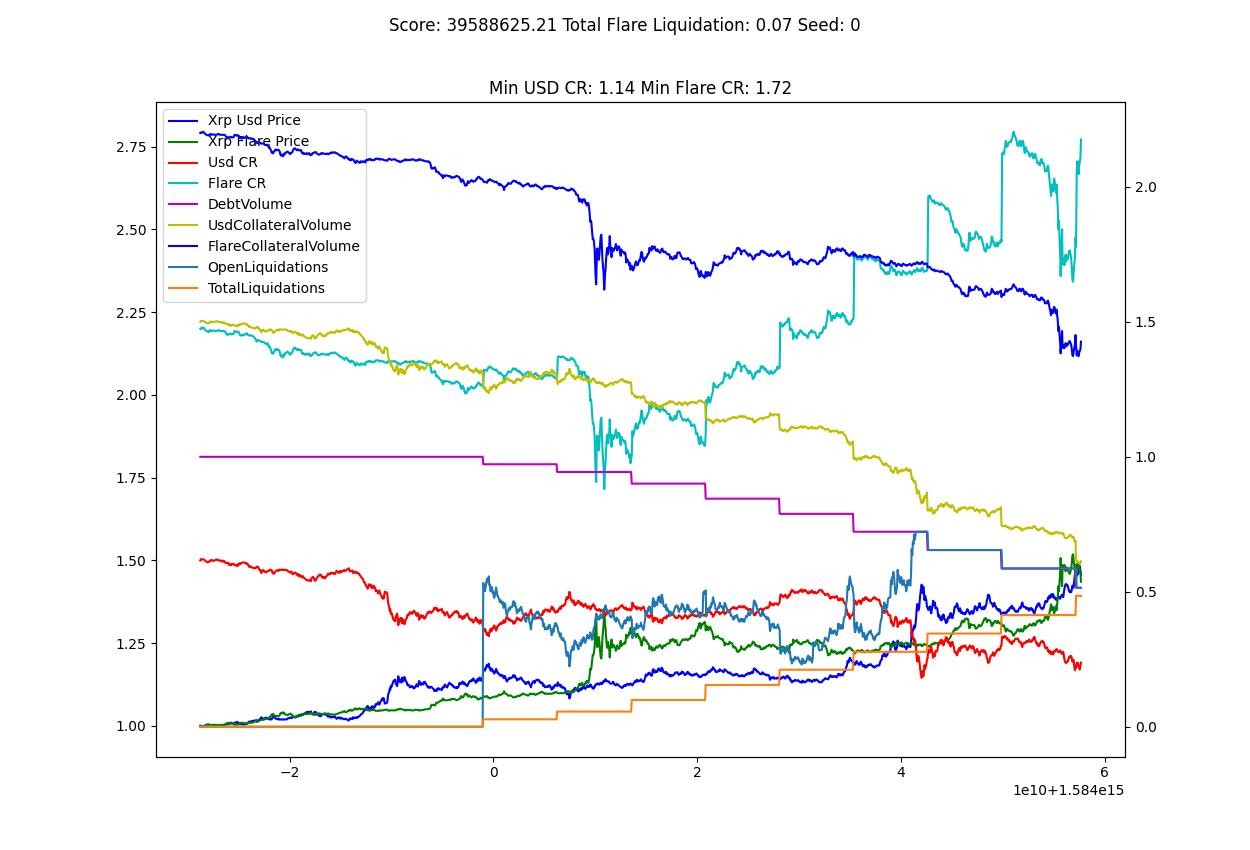 Score: 39588625.21 Total Flare Liquidation: 0.07 Seed: 0
Min USD CR: 1.14 Min Flare CR: 1.72
Xrp Usd Price
Xrp Flare Price
Usd CR
Flare CR
DebtVolume
UsdCollateralVolume
FlareCollateralVolume
OpenLiquidations
TotalLiquidations
2.75
2.50
2.25
2.00
1.75
1.50
1.25
1.00
2.0
1.5
1.0
0.5
0.0
−2
0
2
4
6
1e10+1.584e15